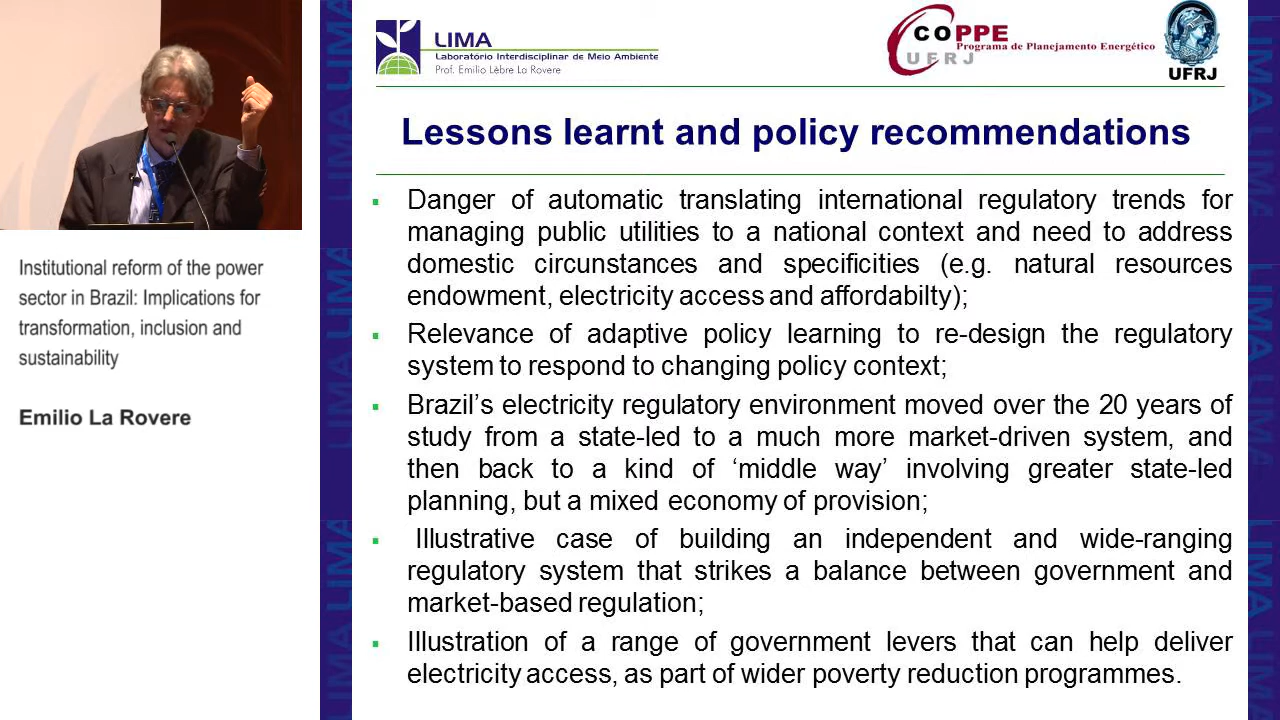 LIMA
Laboratório Interdisciplinar de Meio Ambiente
Prof. Emilio Lèbre La Rovere
COPPE
Programa de Planejamento Energético
UFRJ
UFRJ
Lessons learnt and policy recommendations
Danger of automatic translating international regulatory trends for
managing public utilities to a national context and need to address
domestic circunstances and specificities (e.g. natural resources
endowment, electricity access and affordabilty);
Relevance of adaptive policy learning to re-design the regulatory
system to respond to changing policy context;
Brazil’s electricity regulatory environment moved over the 20 years of
study from a state-led to a much more market-driven system, and
then back to a kind of ‘middle way’ involving greater state-led
planning, but a mixed economy of provision;
Illustrative case of building an independent and wide-ranging
regulatory system that strikes a balance between government and
market-based regulation;
Illustration of a range of government levers that can help deliver
electricity access, as part of wider poverty reduction programmes.
Institutional reform of the power
sector in Brazil: Implications for
transformation, inclusion and
sustainability
Emilio La Rovere
LIMA
LIMA
LIMA
LIMA
LIMA
LIMA